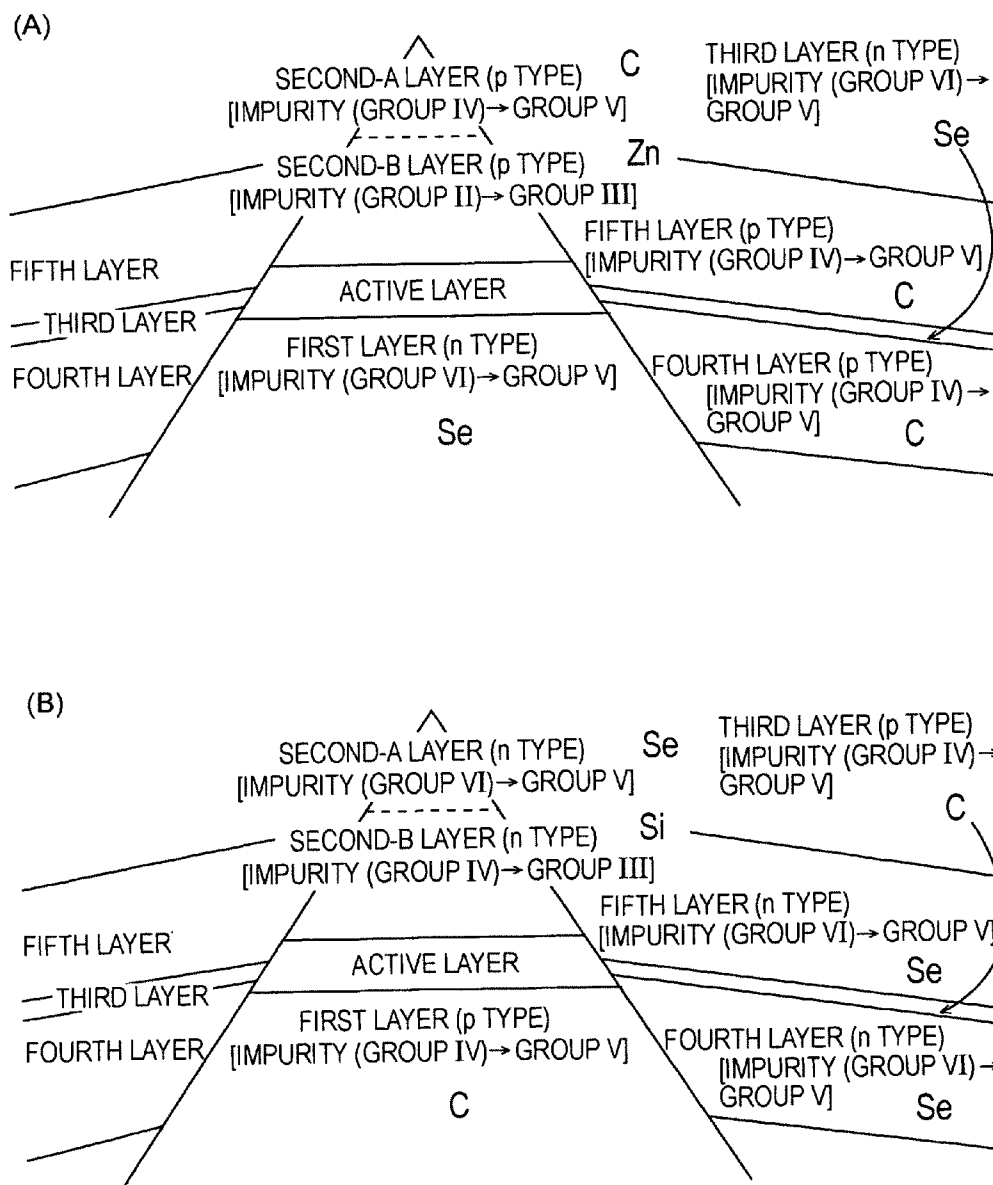 (A)
SECOND-A LAYER (p TYPE)
C
[IMPURITY (GROUP IV)→ GROUP V]
THIRD LAYER (n TYPE)
[IMPURITY (GROUP VI)→
GROUP V]
Se
SECOND-B LAYER (p TYPE)
Zn
[IMPURITY (GROUP II)→ GROUP III]
FIFTH LAYER (p TYPE)
[IMPURITY (GROUP IV)→ GROUP V]
C
FIFTH LAYER
ACTIVE LAYER
THIRD LAYER
FIRST LAYER (n TYPE)
[IMPURITY (GROUP VI)→ GROUP V]
Se
FOURTH LAYER
FOURTH LAYER (p TYPE)
[IMPURITY (GROUP IV)→
GROUP V]
C
(B)
SECOND-A LAYER (n TYPE)
Se
[IMPURITY (GROUP VI)→ GROUP V]
THIRD LAYER (p TYPE)
[IMPURITY (GROUP IV)→
GROUP V]
C
SECOND-B LAYER (n TYPE)
Si
[IMPURITY (GROUP IV)→ GROUP III]
FIFTH LAYER (n TYPE)
[IMPURITY (GROUP VI)→ GROUP V]
Se
FIFTH LAYER
ACTIVE LAYER
THIRD LAYER
FIRST LAYER (p TYPE)
[IMPURITY (GROUP IV)→ GROUP V]
C
FOURTH LAYER
FOURTH LAYER (n TYPE)
[IMPURITY (GROUP VI)→
GROUP V]
Se